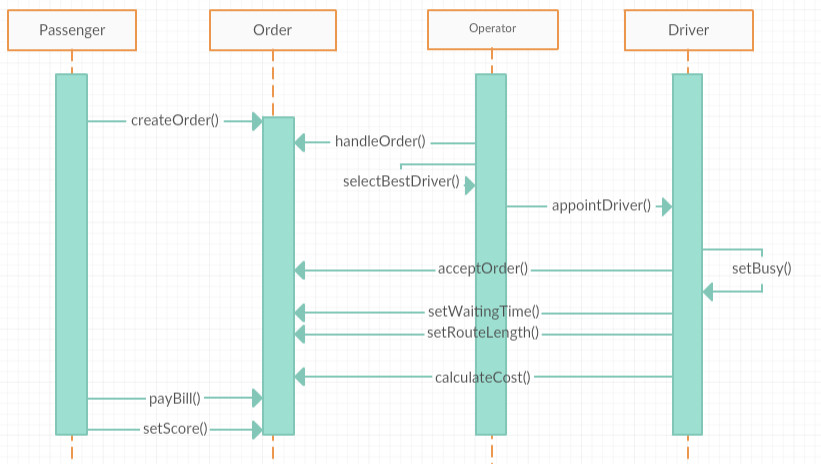 Passenger
Order
Operator
Driver
createOrder()
handleOrder()
selectBestDriver()
appointDriver()
acceptOrder()
setBusy()
setWaitingTime()
setRouteLength()
calculateCost()
payBill()
setScore()